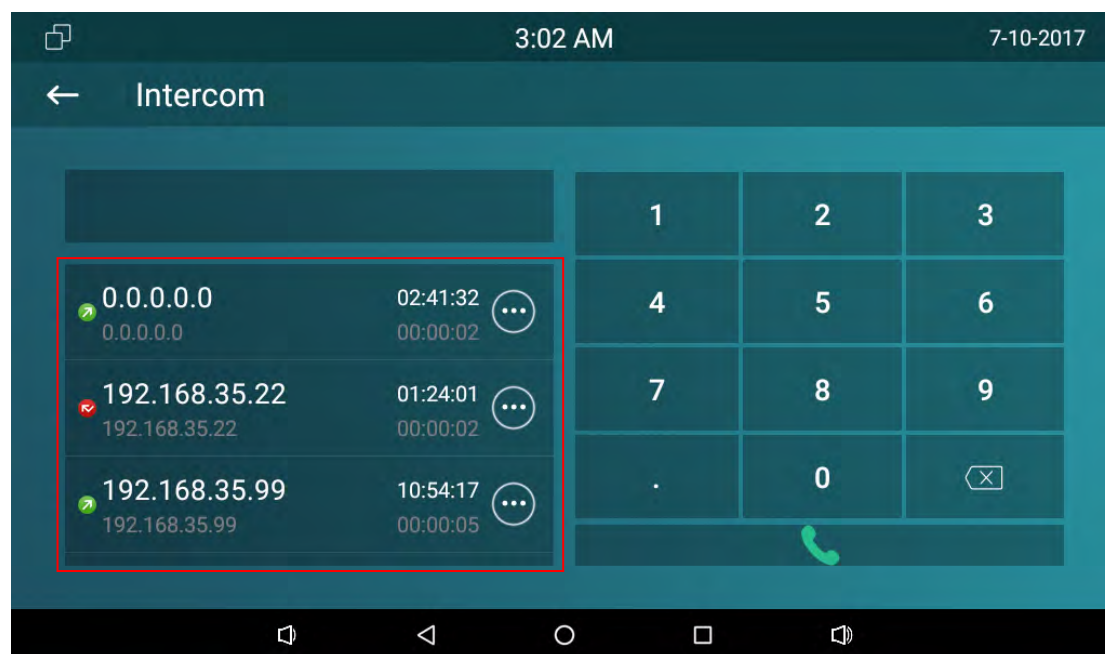 3:02 AM 7-10-2017
Intercom
1 2 3
0.0.0.0.0 02:41:32
0.0.0.0.0 00:00:02
192.168.35.22 01:24:01
192.168.35.22 00:00:02
192.168.35.99 10:54:17
192.168.35.99 00:00:05
4 5 6
7 8 9
. 0